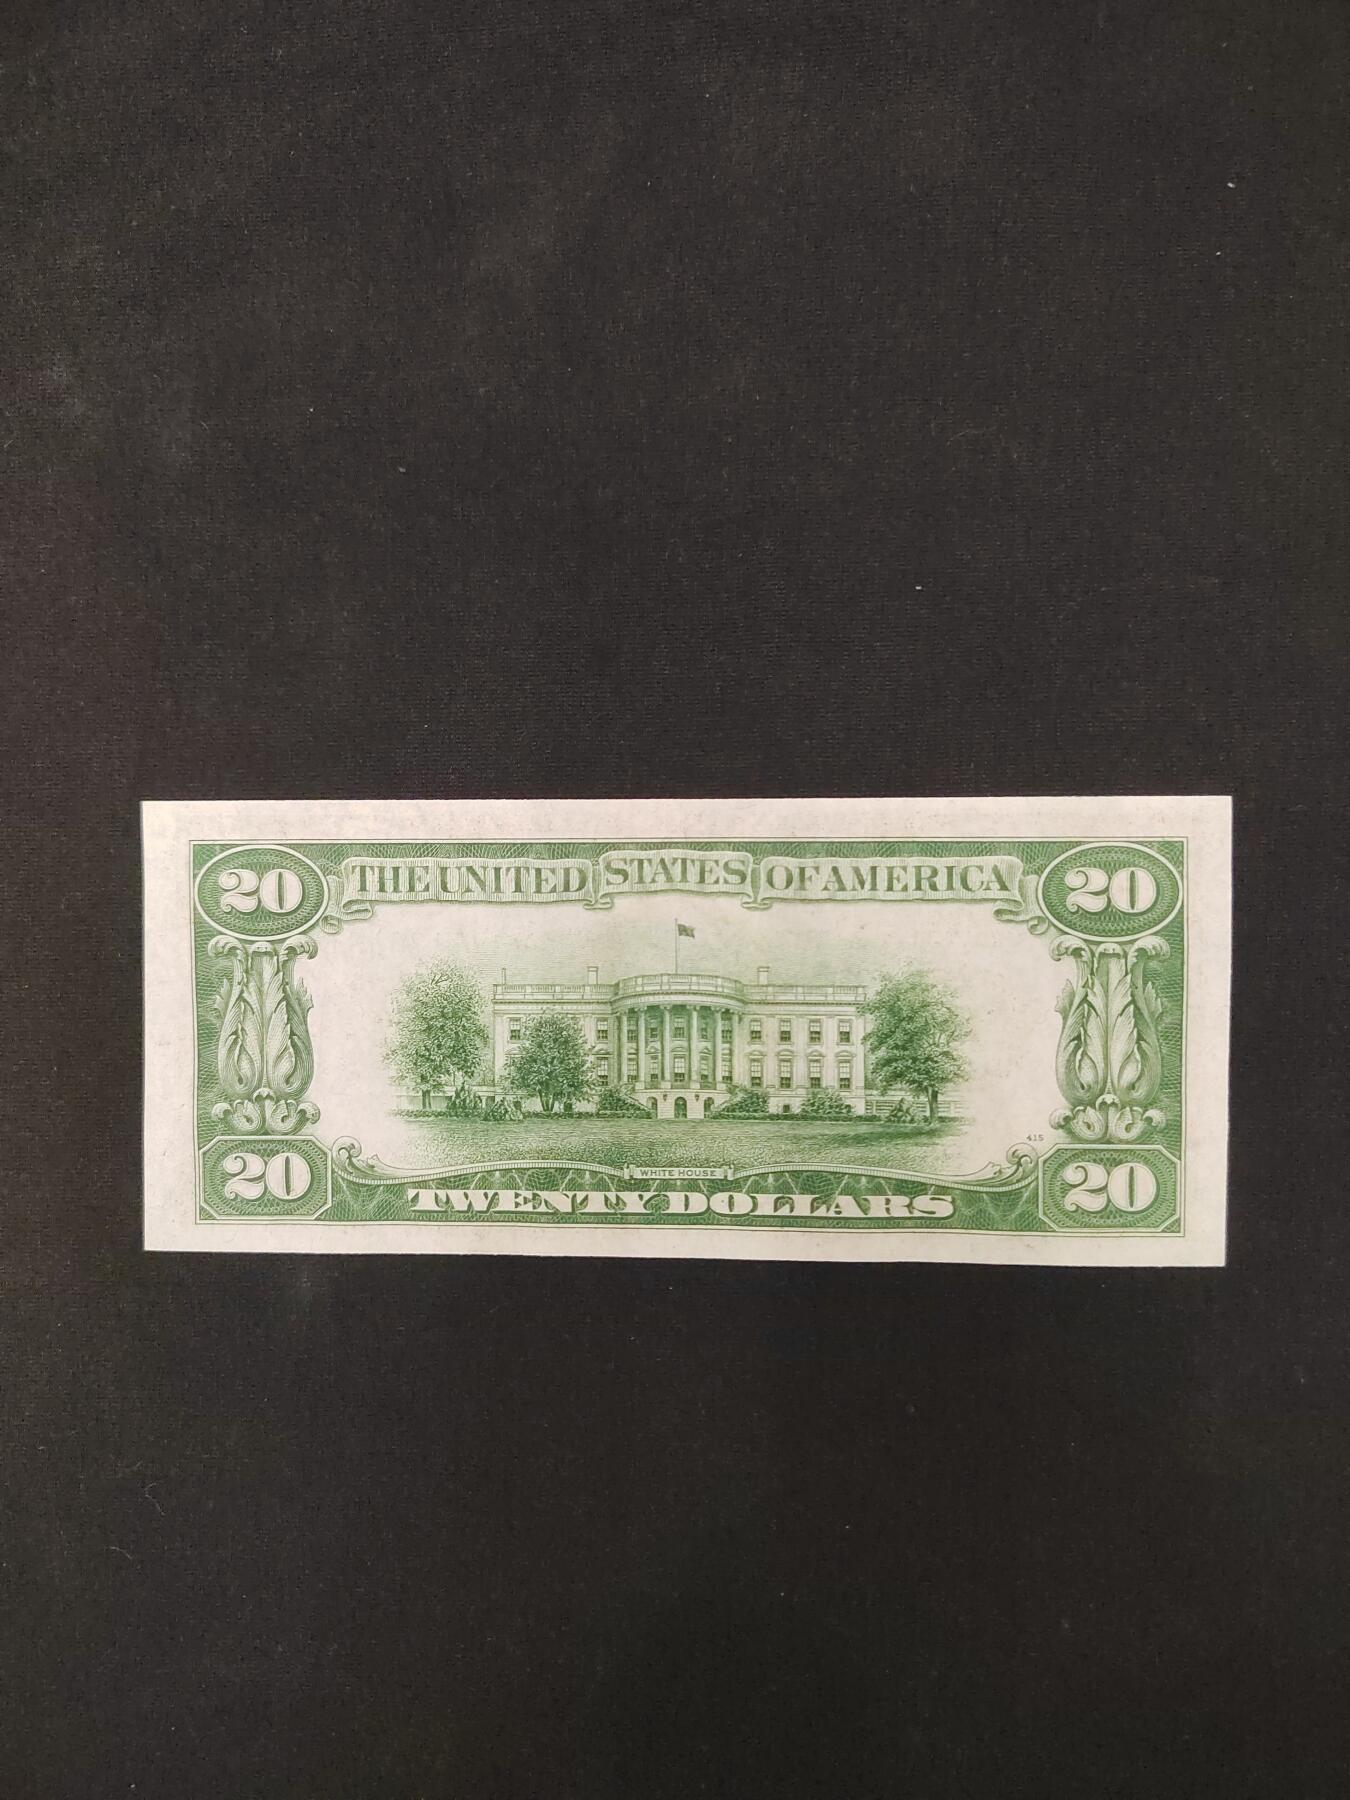 20 THE UNITED STATES OF AMERICA 20
415
20 WHITE HOUSE 20
TWENTY DOLLARS